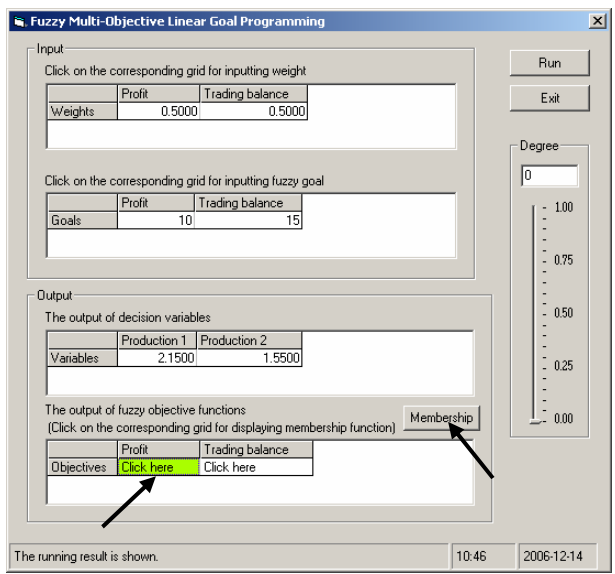 Fuzzy Multi-Objective Linear Goal Programming
Input
Click on the corresponding grid for inputting weight
Profit Trading balance
Weights 0.5000 0.5000
Click on the corresponding grid for inputting fuzzy goal
Profit Trading balance
Goals 10 15
Run
Exit
Degree
0
1.00
0.75
0.50
0.25
0.00
Output
The output of decision variables
Production 1 Production 2
Variables 2.1500 1.5500
The output of fuzzy objective functions
(Click on the corresponding grid for displaying membership function)
Membership
Profit Trading balance
Objectives Click here Click here
The running result is shown. 10:46 2006-12-14